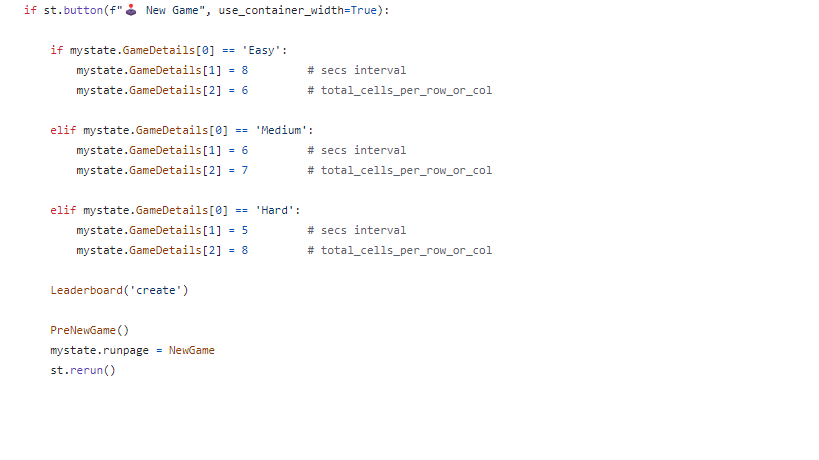 if st.button(f"🕹️ New Game", use_container_width=True):
if mystate.GameDetails[0] == 'Easy':
mystate.GameDetails[1] = 8 # secs interval
mystate.GameDetails[2] = 6 # total_cells_per_row_or_col
elif mystate.GameDetails[0] == 'Medium':
mystate.GameDetails[1] = 6 # secs interval
mystate.GameDetails[2] = 7 # total_cells_per_row_or_col
elif mystate.GameDetails[0] == 'Hard':
mystate.GameDetails[1] = 5 # secs interval
mystate.GameDetails[2] = 8 # total_cells_per_row_or_col
Leaderboard('create')
PreNewGame()
mystate.runpage = NewGame
st.rerun()